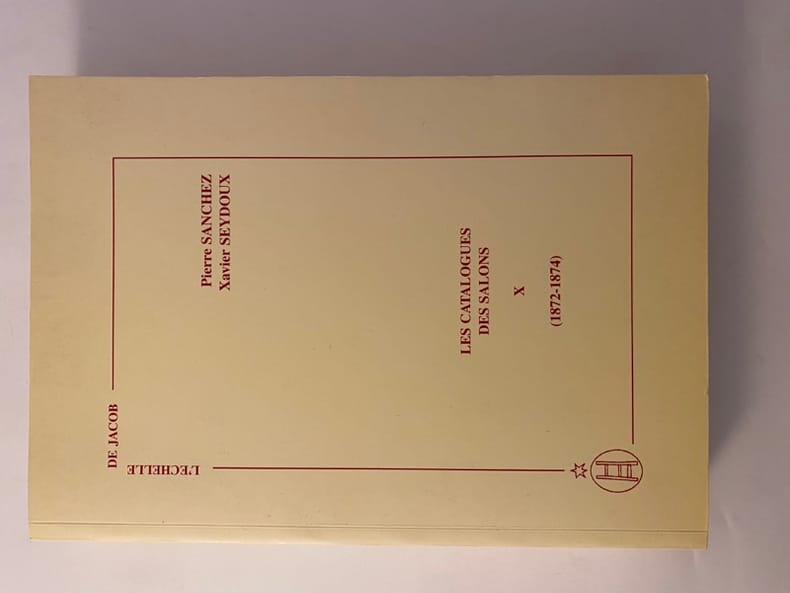 L'ECHELLE
DE JACOB
Pierre SANCHEZ
Xavier SEYDOUX
LES CATALOGUES
DES SALONS
X
(1872-1874)